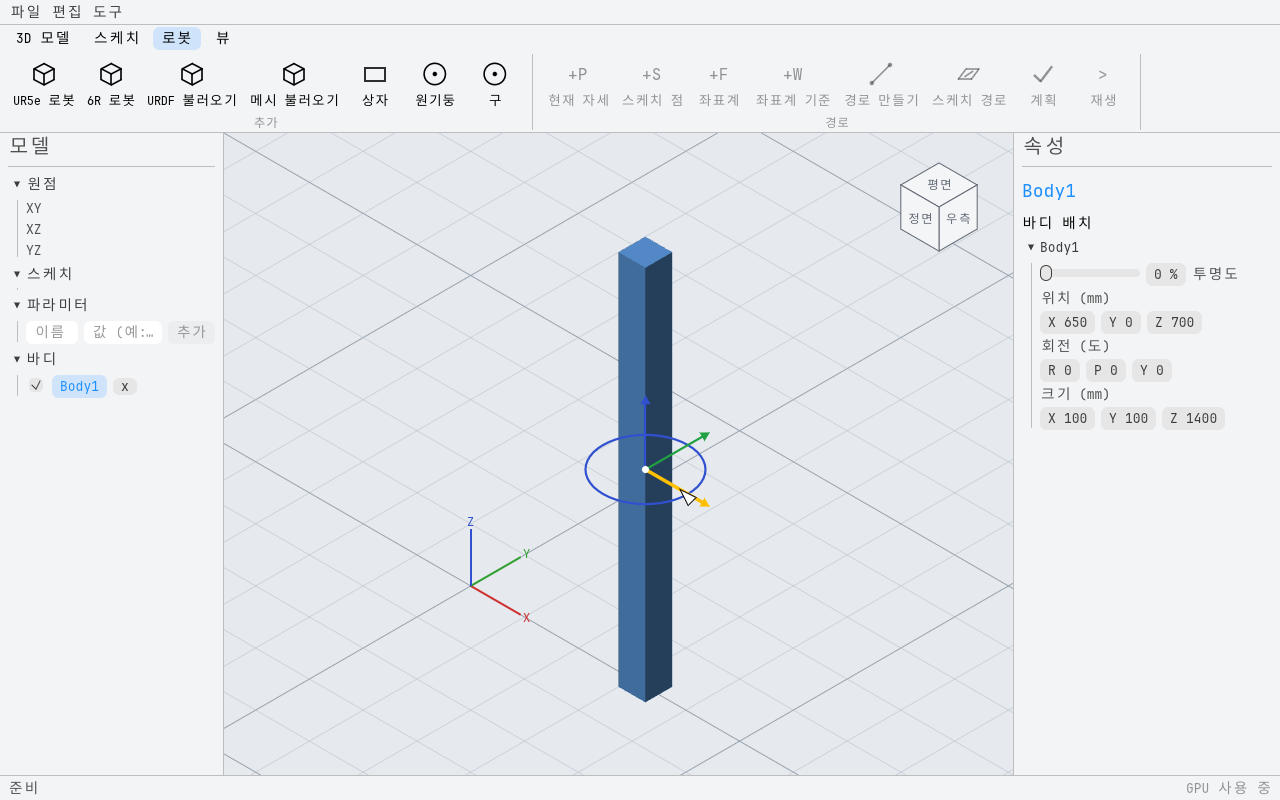 파일 편집 도구
3D 모델 스케치 로봇 뷰
+P +S +F +W >
UR5e 로봇 6R 로봇 URDF 불러오기 메시 불러오기 상자 원기둥 구 현재 자세 스케치 점 좌표계 좌표계 기준 경로 만들기 스케치 경로 계획 재생
추가 경로
모델
▼ 원점
XY
XZ
YZ
▼ 스케치
▼ 파라미터
이름 값 (예:… 추가
▼ 바디
Body1 x
평면
정면 우측
Z
Y
X
속성
Body1
바디 배치
▼ Body1
0 % 투명도
위치 (mm)
X 650 Y 0 Z 700
회전 (도)
R 0 P 0 Y 0
크기 (mm)
X 100 Y 100 Z 1400
준비 GPU 사용 중